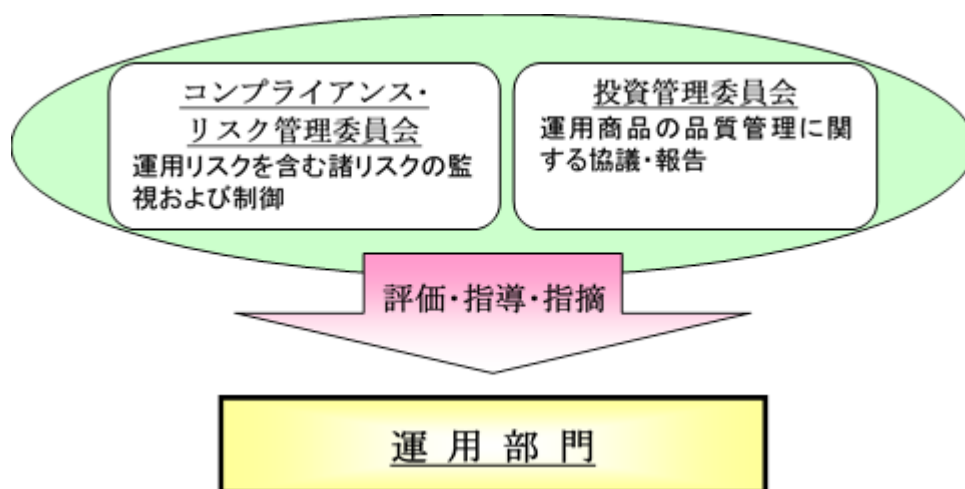 コンプライアンス・
リスク管理委員会
運用リスクを含む諸リスクの監
視および制御
投資管理委員会
運用商品の品質管理に関
する協議・報告
評価・指導・指摘
運用部門